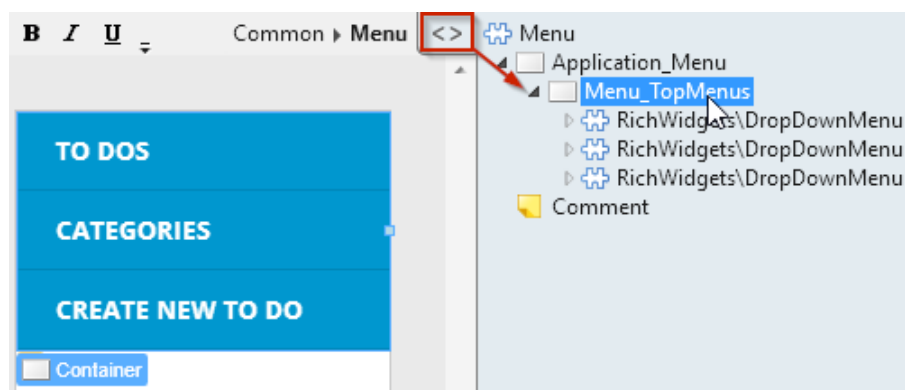 B I U Common Menu <>
TO DOS
CATEGORIES
CREATE NEW TO DO
Container
Menu
Application_Menu
Menu_TopMenus
RichWidgets\DropDownMenu
RichWidgets\DropDownMenu
RichWidgets\DropDownMenu
Comment